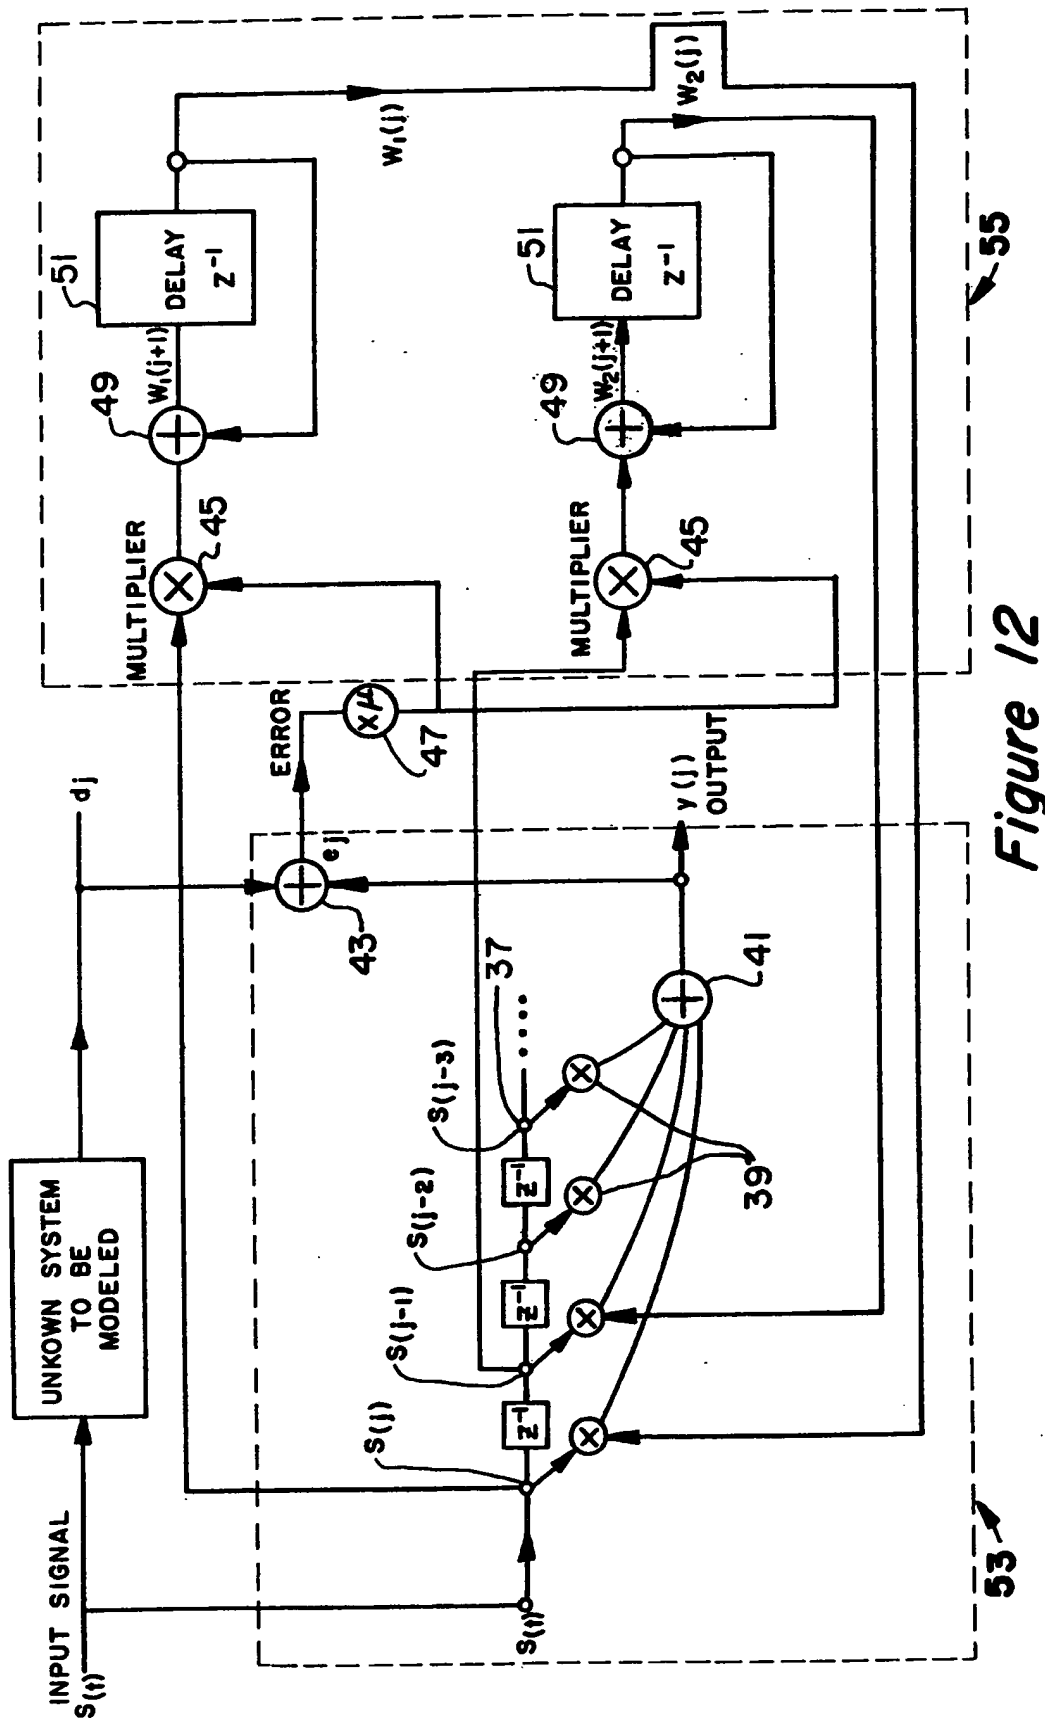 INPUT SIGNAL
S(t)
UNKOWN SYSTEM
TO BE
MODELED
dj
ERROR
ej
43
xμ
47
MULTIPLIER
45
49
W₁(j+1)
51
DELAY
Z⁻¹
W₁(j)
MULTIPLIER
45
49
W₂(j+1)
51
DELAY
Z⁻¹
W₂(j)
S(t)
S(j)
S(j-1)
S(j-2)
S(j-3)
37
Z⁻¹
Z⁻¹
Z⁻¹
39
41
y(j)
OUTPUT
53
55
Figure 12